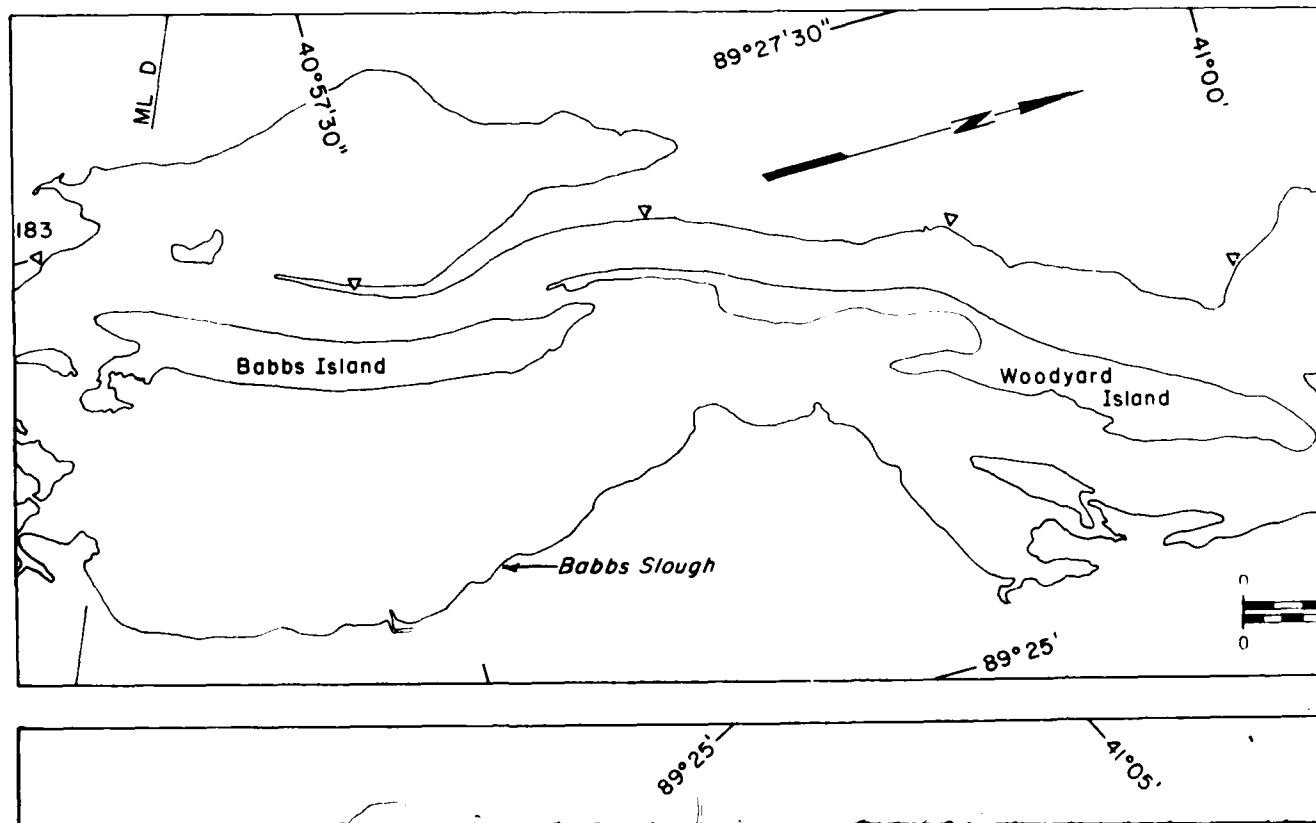 ML D
40°57'30"
89°27'30"
41°00'
N
183
Babbs Island
Woodyard
Island
Babbs Slough
0
0
89°25'
89°25'
41°05'